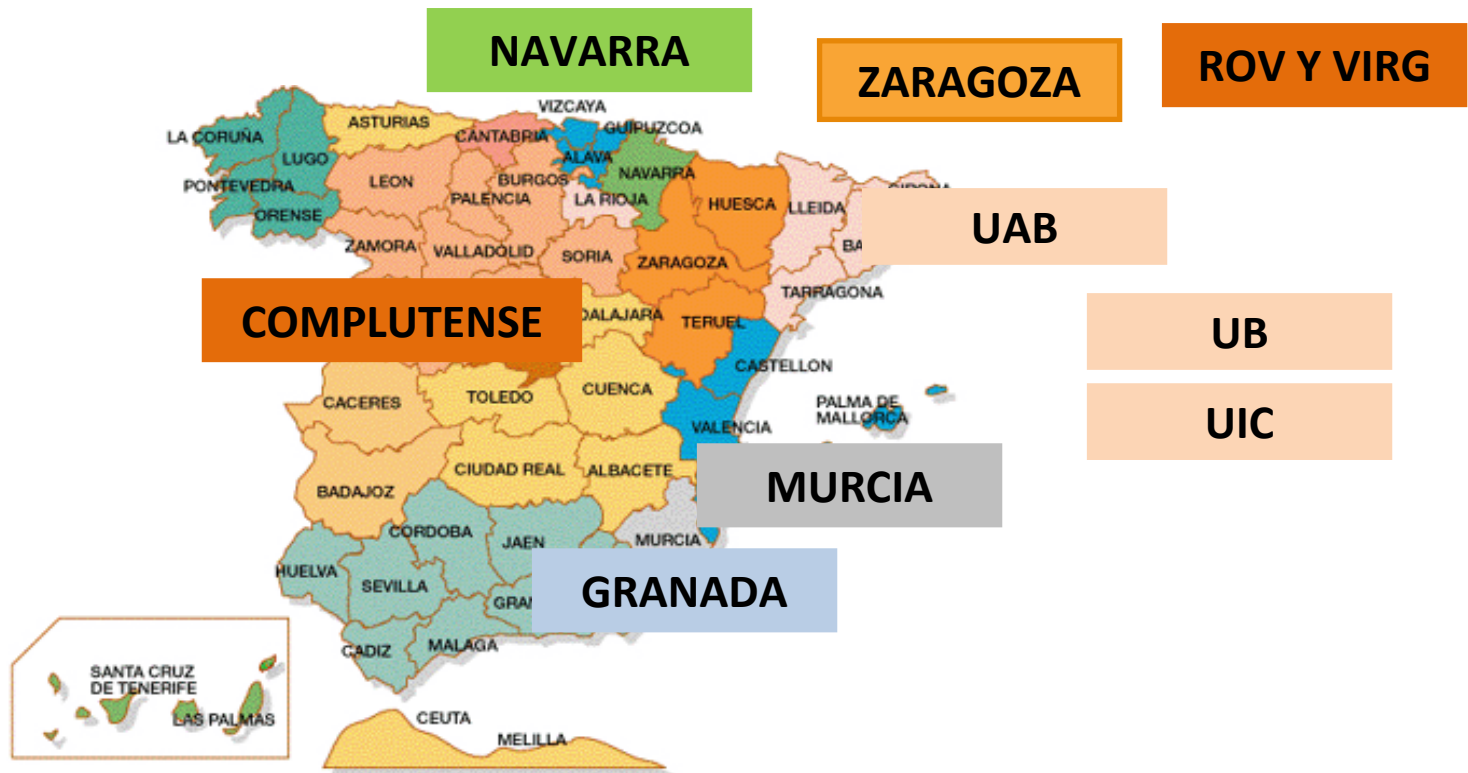 NAVARRA
ZARAGOZA
ROV Y VIRG
VIZCAYA
LA CORUÑA
ASTURIAS
CANTABRIA
GUIPUZCOA
LUGO
ALAVA
NAVARRA
PONTEVEDRA
LEON
PALENCIA
BURGOS
LA RIOJA
HUESCA
LLEIDA
ORENSE
UAB
ZAMORA
VALLADOLID
SORIA
ZARAGOZA
TARRAGONA
COMPLUTENSE
TERUEL
UB
CASTELLON
CACERES
TOLEDO
CUENCA
PALMA DE
MALLORCA
VALENCIA
UIC
BADAJOZ
CIUDAD REAL
ALBACETE
MURCIA
CORDOBA
JAEN
MURCIA
HUELVA
SEVILLA
GRANADA
CADIZ
MALAGA
SANTA CRUZ
DE TENERIFE
LAS PALMAS
CEUTA
MELILLA